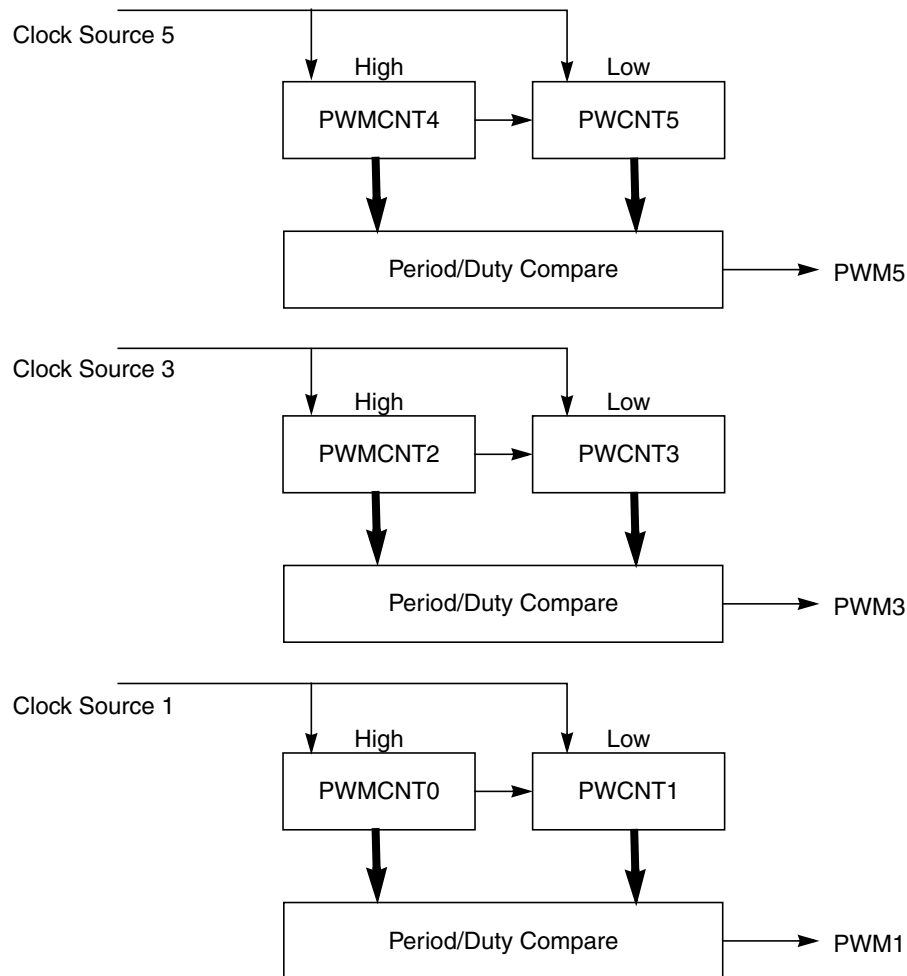 Clock Source 5
High
Low
PWMCNT4
PWCNT5
Period/Duty Compare
PWM5
Clock Source 3
High
Low
PWMCNT2
PWCNT3
Period/Duty Compare
PWM3
Clock Source 1
High
Low
PWMCNT0
PWCNT1
Period/Duty Compare
PWM1